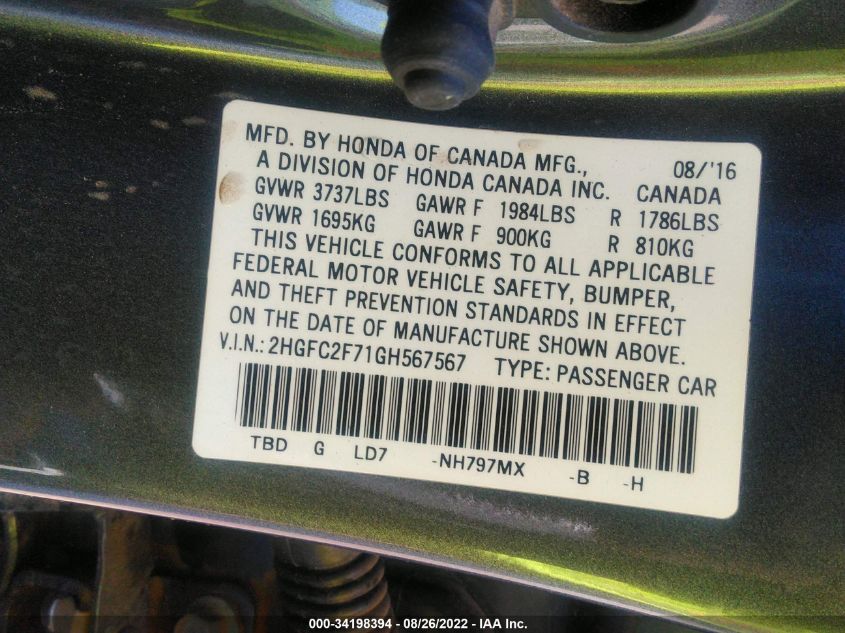 MFD. BY HONDA OF CANADA MFG., 08/'16
A DIVISION OF HONDA CANADA INC. CANADA
GVWR 3737LBS GAWR F 1984LBS R 1786LBS
GVWR 1695KG GAWR F 900KG R 810KG
THIS VEHICLE CONFORMS TO ALL APPLICABLE
FEDERAL MOTOR VEHICLE SAFETY, BUMPER,
AND THEFT PREVENTION STANDARDS IN EFFECT
ON THE DATE OF MANUFACTURE SHOWN ABOVE.
V.I.N.: 2HGFC2F71GH567567 TYPE: PASSENGER CAR
TBD G LD7 -NH797MX -B -H
000-34198394 - 08/26/2022 - IAA Inc.